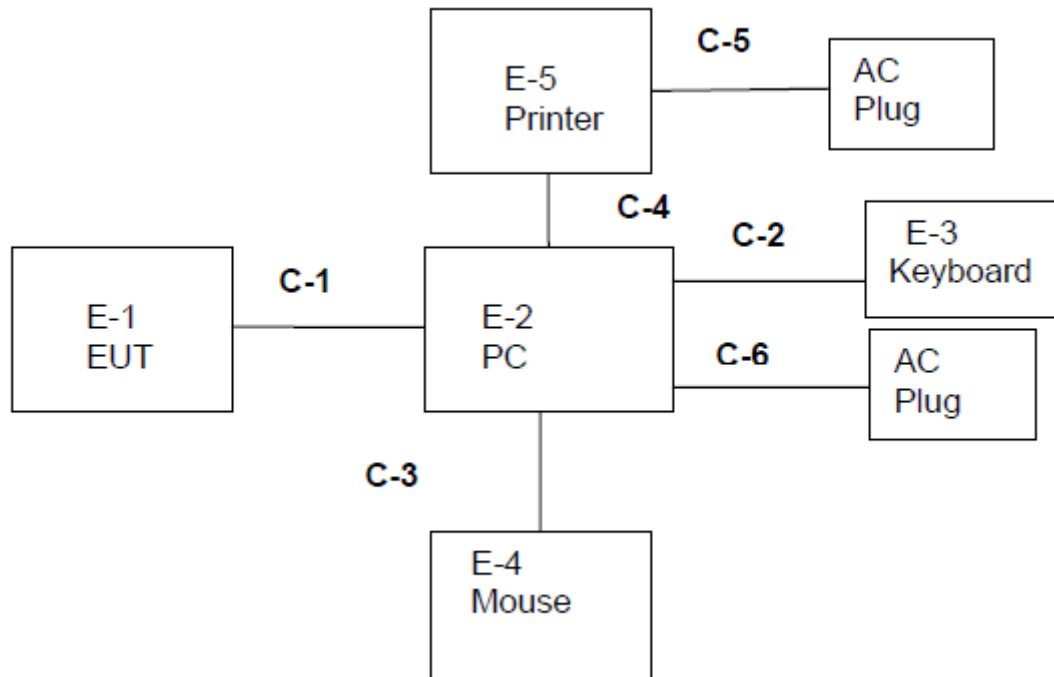 C-5
E-5
Printer
AC
Plug
C-4
C-2
E-3
Keyboard
C-1
E-1
EUT
E-2
PC
C-6
AC
Plug
C-3
E-4
Mouse